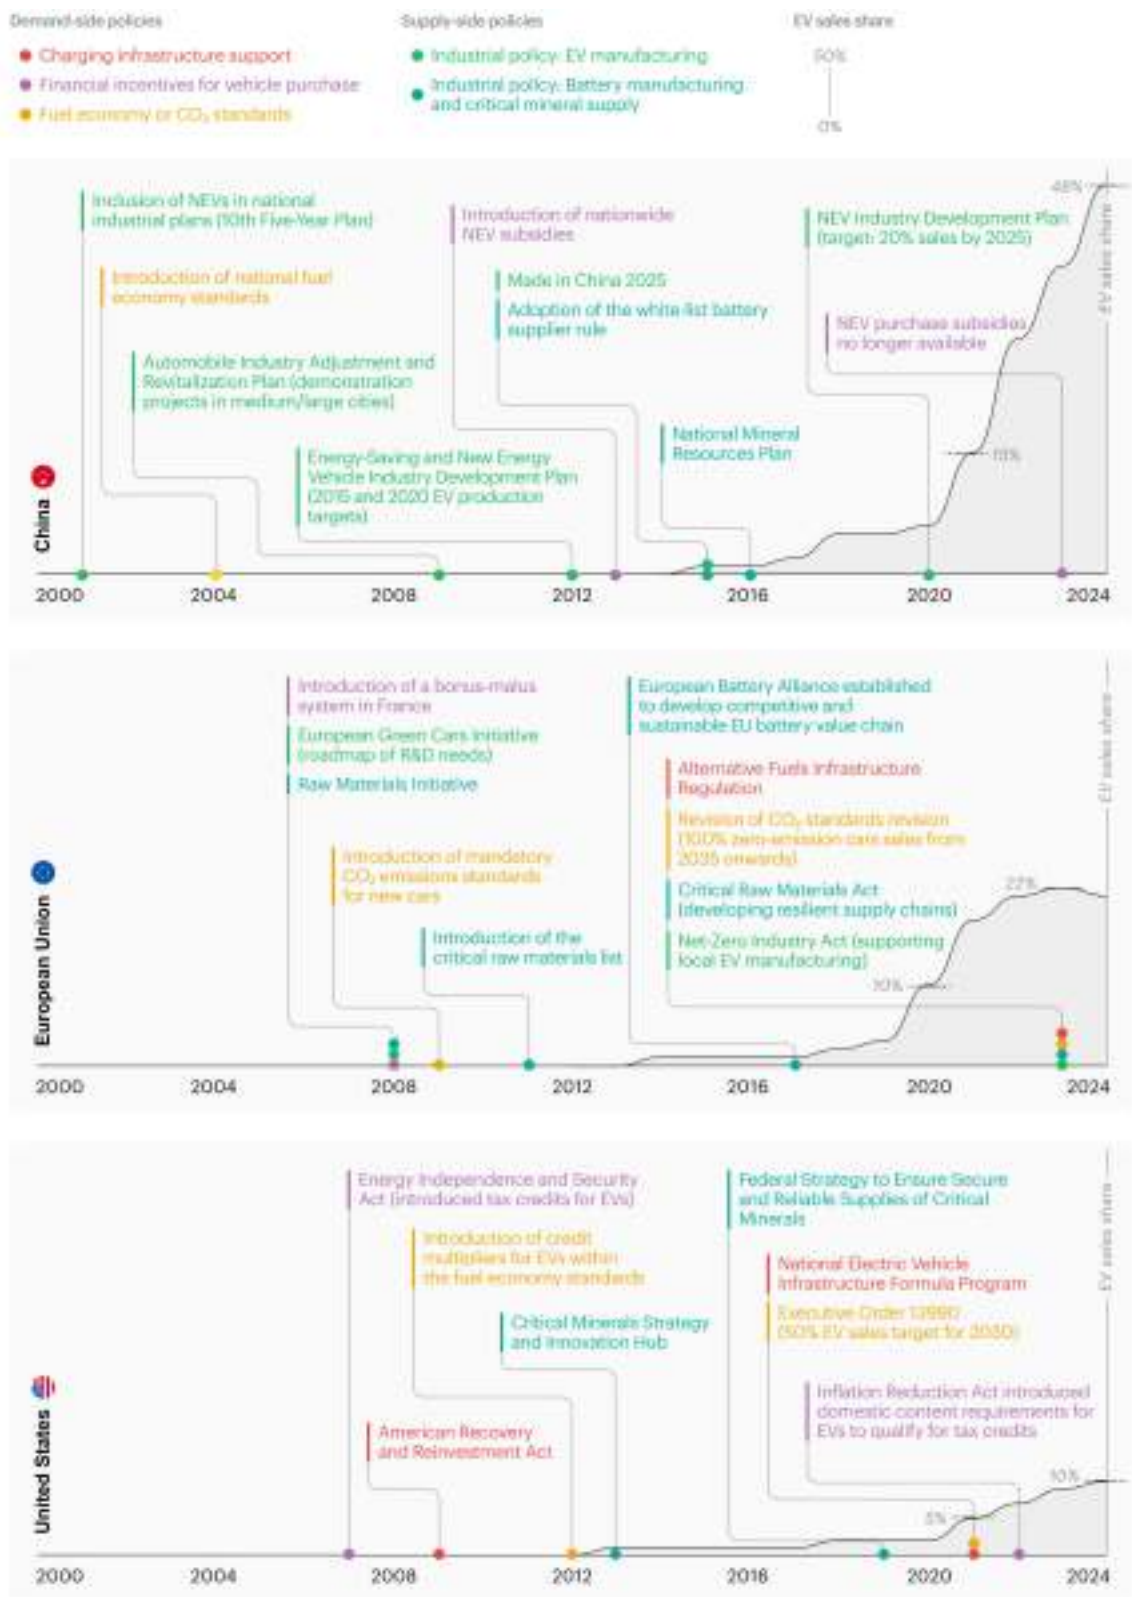 Demand-side policies
Charging infrastructure support
Financial incentives for vehicle purchase
Fuel economy or CO₂ standards
Supply-side policies
Industrial policy: EV manufacturing
Industrial policy: Battery manufacturing
and critical mineral supply
EV sales share
50%
0%
China
Inclusion of NEVs in national
industrial plans (10th Five-Year Plan)
Introduction of national fuel
economy standards
Automobile Industry Adjustment and
Revitalization Plan (demonstration
projects in medium/large cities)
Energy-Saving and New Energy
Vehicle Industry Development Plan
(2015 and 2020 EV production
targets)
Introduction of nationwide
NEV subsidies
Made in China 2025
Adoption of the white-list battery
supplier rule
National Mineral
Resources Plan
NEV Industry Development Plan
(target: 20% sales by 2025)
NEV purchase subsidies
no longer available
48%
EV sales share
2000
2004
2008
2012
2016
2020
2024
European Union
Introduction of a bonus-malus
system in France
European Green Cars Initiative
(roadmap of R&D needs)
Raw Materials Initiative
Introduction of mandatory
CO₂ emissions standards
for new cars
Introduction of the
critical raw materials list
European Battery Alliance established
to develop competitive and
sustainable EU battery value chain
Alternative Fuels Infrastructure
Regulation
Revision of CO₂ standards revision
(100% zero-emission cars sales from
2035 onwards)
Critical Raw Materials Act
(developing resilient supply chains)
Net-Zero Industry Act (supporting
local EV manufacturing)
22%
10%
EV sales share
2000
2004
2008
2012
2016
2020
2024
United States
Energy Independence and Security
Act (introduced tax credits for EVs)
Introduction of credit
multipliers for EVs within
the fuel economy standards
Critical Minerals Strategy
and Innovation Hub
American Recovery
and Reinvestment Act
Federal Strategy to Ensure Secure
and Reliable Supplies of Critical
Minerals
National Electric Vehicle
Infrastructure Formula Program
Executive Order
(50% EV sales target for 2030)
Inflation Reduction Act introduced
domestic content requirements for
EVs to qualify for tax credits
10%
5%
EV sales share
2000
2004
2008
2012
2016
2020
2024